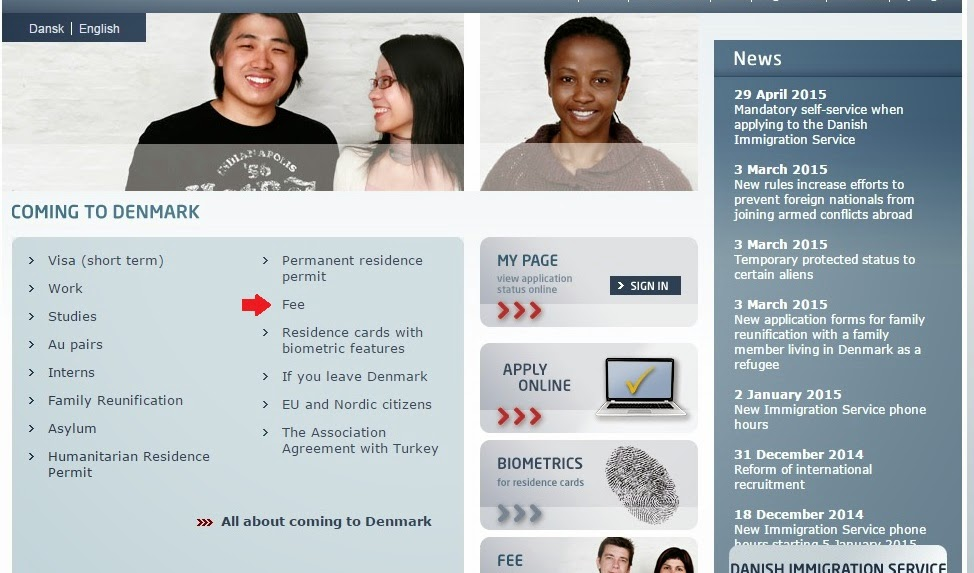 Dansk | English
INDIANAPOLIS
'56
COMING TO DENMARK
Visa (short term)
Work
Studies
Au pairs
Interns
Family Reunification
Asylum
Humanitarian Residence
Permit
Permanent residence
permit
Fee
Residence cards with
biometric features
If you leave Denmark
EU and Nordic citizens
The Association
Agreement with Turkey
All about coming to Denmark
MY PAGE
view application
status online
SIGN IN
APPLY
ONLINE
BIOMETRICS
for residence cards
FEE
News
29 April 2015
Mandatory self-service when
applying to the Danish
Immigration Service
3 March 2015
New rules increase efforts to
prevent foreign nationals from
joining armed conflicts abroad
3 March 2015
Temporary protected status to
certain aliens
3 March 2015
New application forms for family
reunification with a family
member living in Denmark as a
refugee
2 January 2015
New Immigration Service phone
hours
31 December 2014
Reform of international
recruitment
18 December 2014
New Immigration Service phone
hours starting 5 January 2015
DANISH IMMIGRATION SERVICE